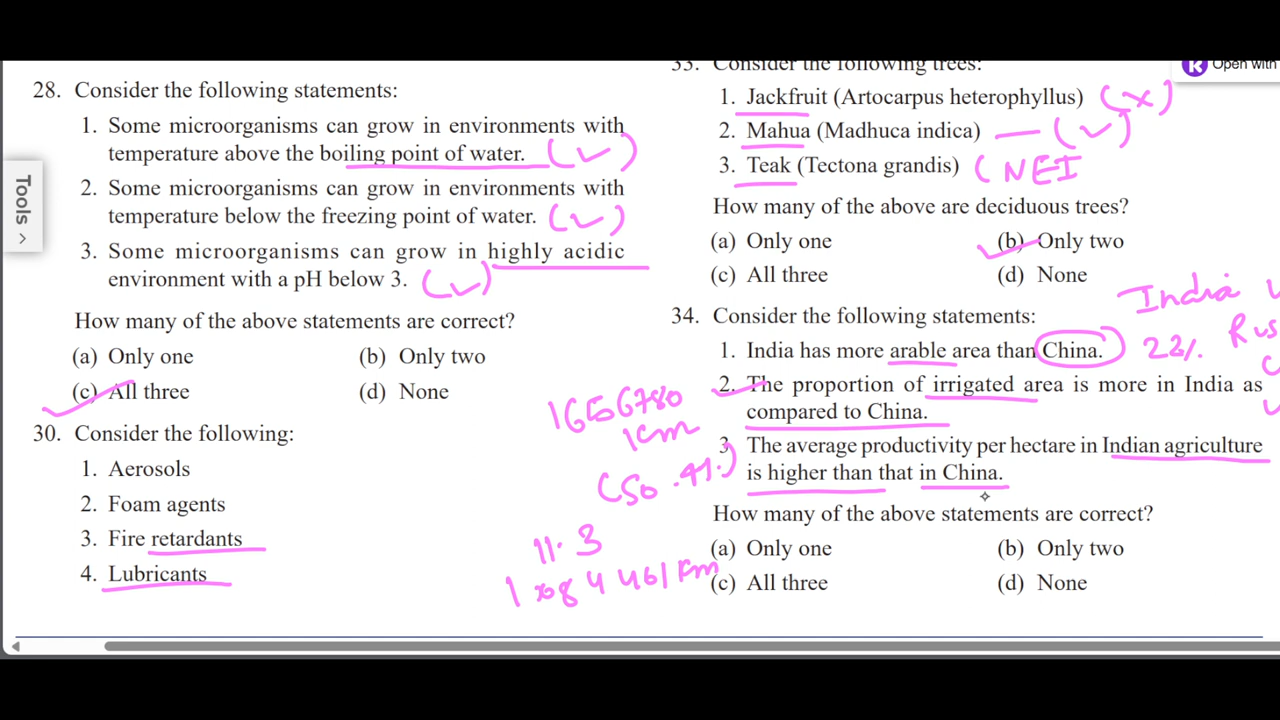 28. Consider the following statements:
1. Some microorganisms can grow in environments with
temperature above the boiling point of water. (✓)
2. Some microorganisms can grow in environments with
temperature below the freezing point of water. (✓)
3. Some microorganisms can grow in highly acidic
environment with a pH below 3. (✓)
How many of the above statements are correct?
(a) Only one (b) Only two
(c) All three (d) None
30. Consider the following:
1. Aerosols
2. Foam agents
3. Fire retardants
4. Lubricants
33. Consider the following trees:
1. Jackfruit (Artocarpus heterophyllus) (×)
2. Mahua (Madhuca indica) — (✓)
3. Teak (Tectona grandis) (NEI
How many of the above are deciduous trees?
(a) Only one (b) Only two
(c) All three (d) None
34. Consider the following statements:
1. India has more arable area than China.
2. The proportion of irrigated area is more in India as
compared to China.
3 The average productivity per hectare in Indian agriculture
is higher than that in China.
How many of the above statements are correct?
(a) Only one (b) Only two
(c) All three (d) None
India
22%. Rus
1656780
1km
(50.4%.)
11.3
461 km
Tools
Open with